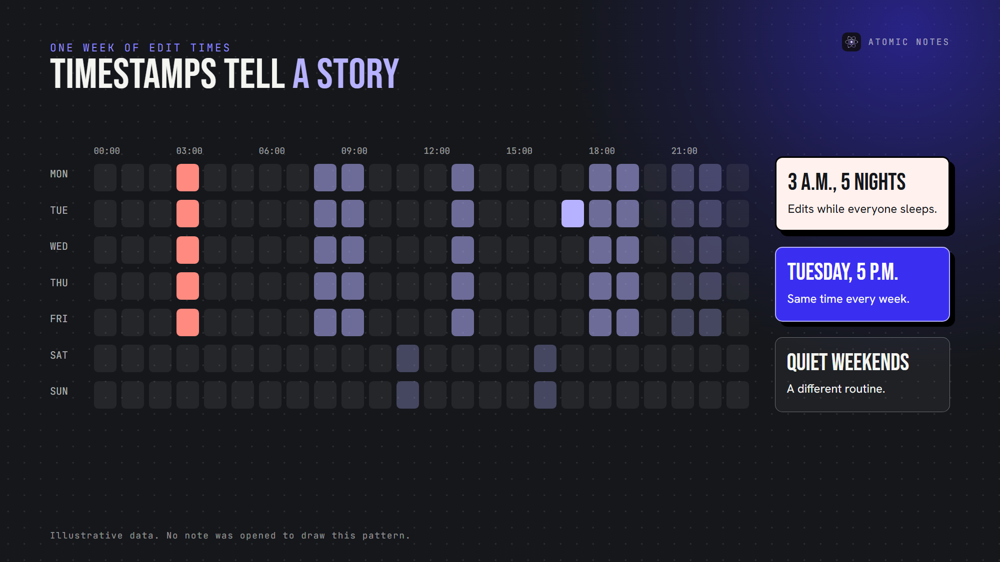 ONE WEEK OF EDIT TIMES
TIMESTAMPS TELL A STORY
ATOMIC NOTES
00:00 03:00 06:00 09:00 12:00 15:00 18:00 21:00
MON
TUE
WED
THU
FRI
SAT
SUN
3 A.M., 5 NIGHTS
Edits while everyone sleeps.
TUESDAY, 5 P.M.
Same time every week.
QUIET WEEKENDS
A different routine.
Illustrative data. No note was opened to draw this pattern.